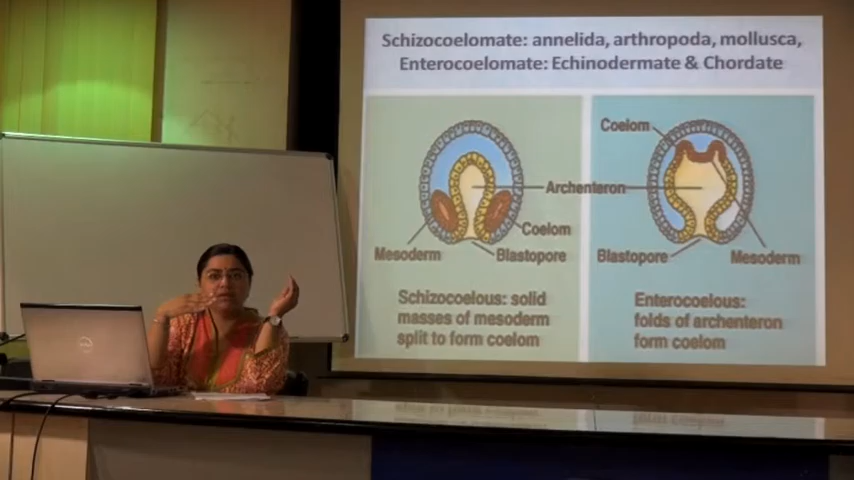 Schizocoelomate: annelida, arthropoda, mollusca,
Enterocoelomate: Echinodermate & Chordate
Coelom
Archenteron
Coelom
Mesoderm
Blastopore
Blastopore
Mesoderm
Schizocoelous: solid
masses of mesoderm
split to form coelom
Enterocoelous:
folds of archenteron
form coelom